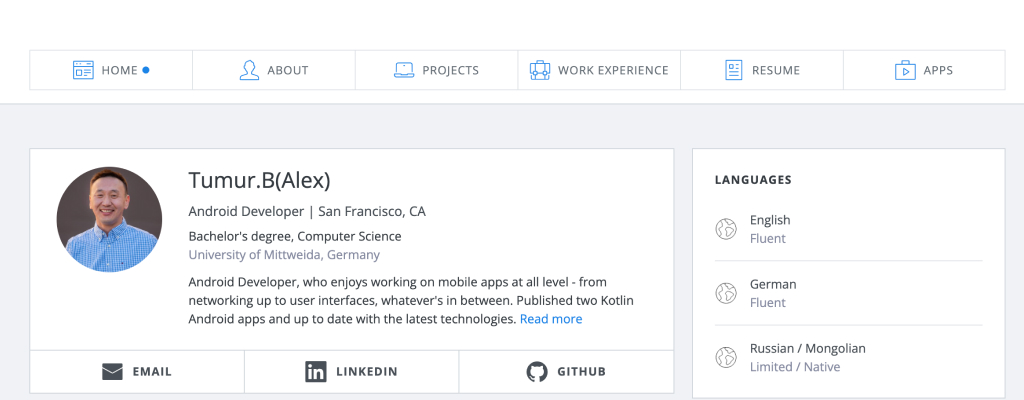 HOME
ABOUT
PROJECTS
WORK EXPERIENCE
RESUME
APPS
Tumur.B(Alex)
Android Developer | San Francisco, CA
Bachelor's degree, Computer Science
University of Mittweida, Germany
Android Developer, who enjoys working on mobile apps at all level - from
networking up to user interfaces, whatever's in between. Published two Kotlin
Android apps and up to date with the latest technologies. Read more
EMAIL
LINKEDIN
GITHUB
LANGUAGES
English
Fluent
German
Fluent
Russian / Mongolian
Limited / Native